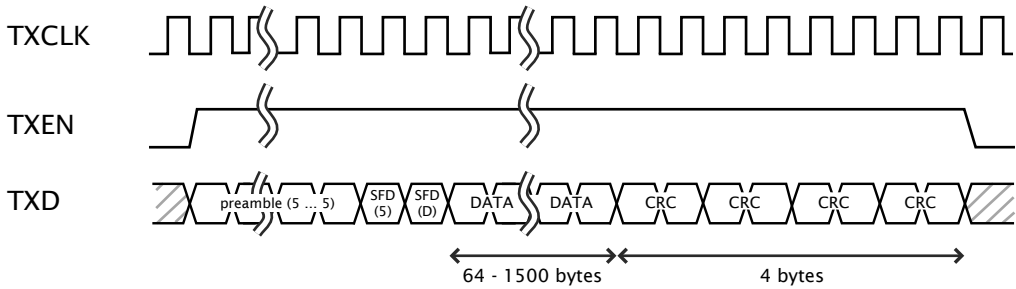 TXCLK
TXEN
TXD
preamble (5 ... 5) SFD (5) SFD (D) DATA DATA CRC CRC CRC CRC
64 - 1500 bytes 4 bytes